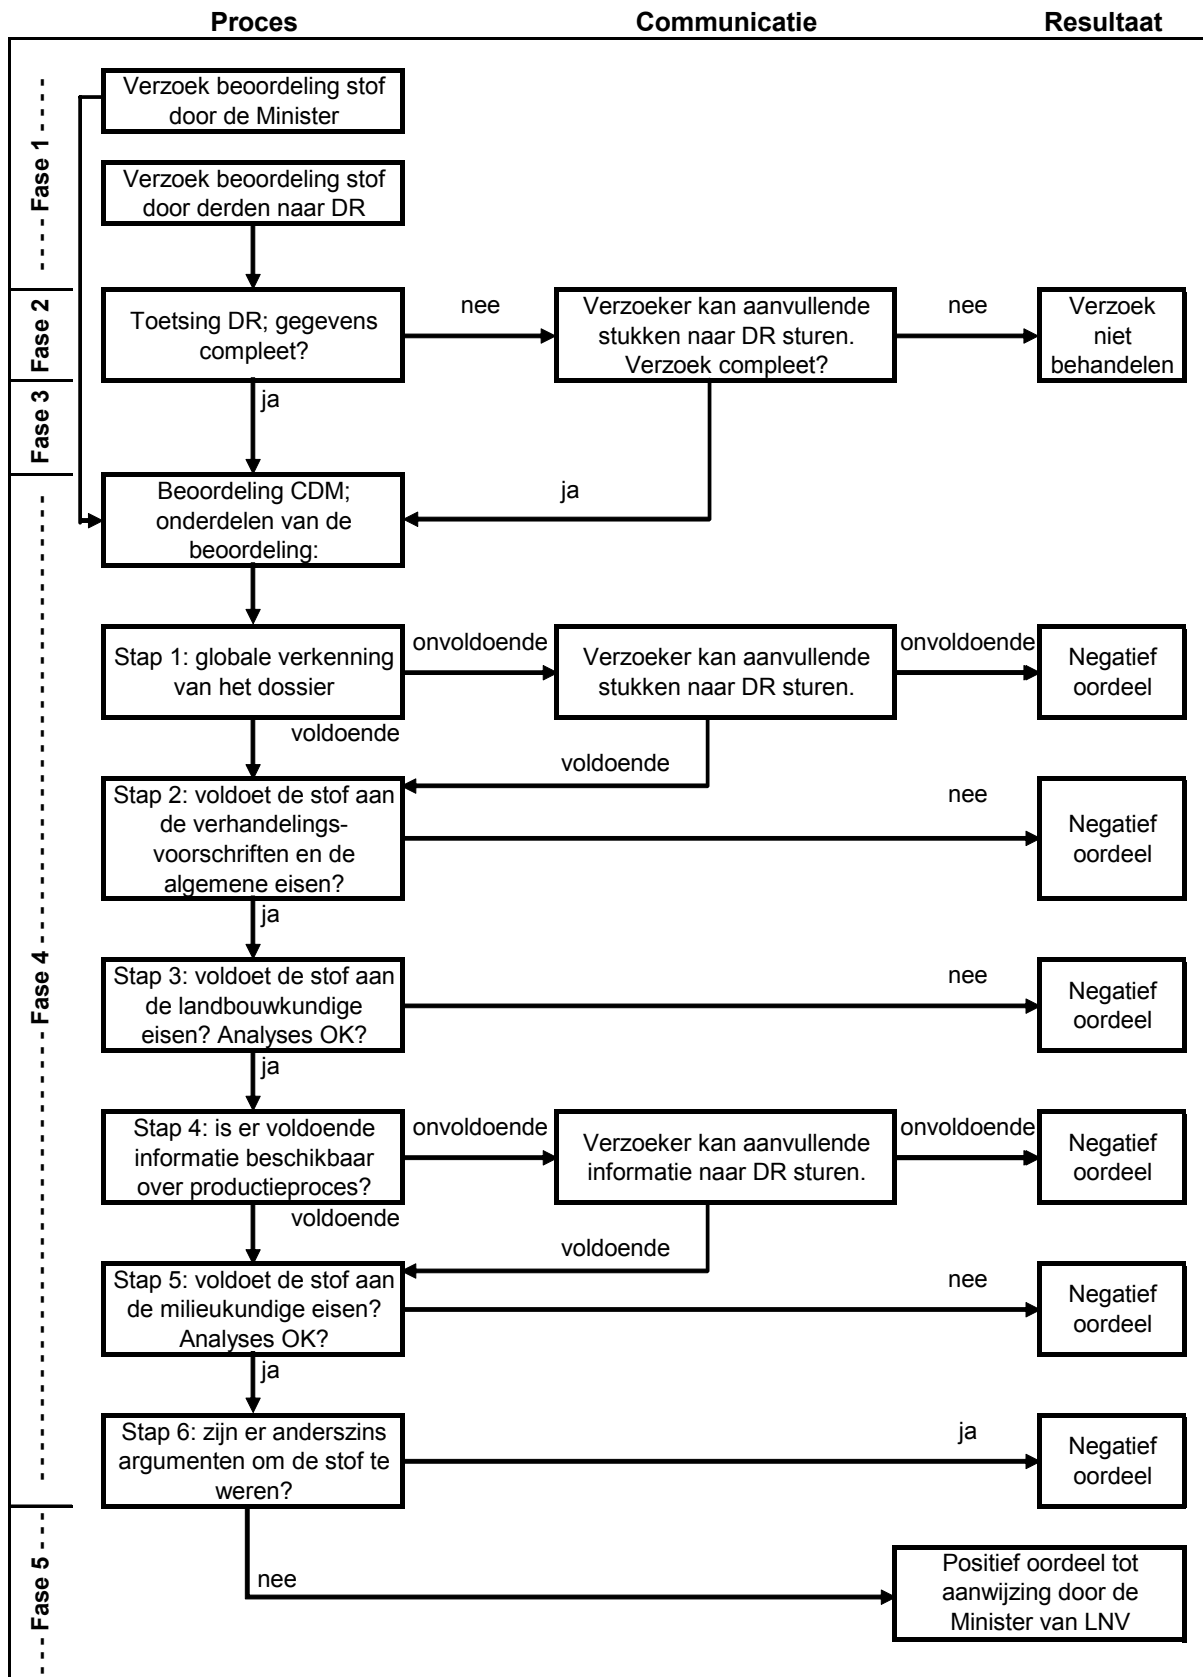 Proces
Communicatie
Resultaat
Fase 1
Verzoek beoordeling stof
door de Minister
Verzoek beoordeling stof
door derden naar DR
Fase 2
Toetsing DR; gegevens
compleet?
nee
Verzoeker kan aanvullende
stukken naar DR sturen.
Verzoek compleet?
nee
Verzoek
niet
behandelen
Fase 3
ja
ja
Fase 4
Beoordeling CDM;
onderdelen van de
beoordeling:
Stap 1: globale verkenning
van het dossier
onvoldoende
Verzoeker kan aanvullende
stukken naar DR sturen.
onvoldoende
Negatief
oordeel
voldoende
voldoende
Stap 2: voldoet de stof aan
de verhandelings-
voorschriften en de
algemene eisen?
nee
Negatief
oordeel
ja
Stap 3: voldoet de stof aan
de landbouwkundige
eisen? Analyses OK?
nee
Negatief
oordeel
ja
Stap 4: is er voldoende
informatie beschikbaar
over productieproces?
onvoldoende
Verzoeker kan aanvullende
informatie naar DR sturen.
onvoldoende
Negatief
oordeel
voldoende
voldoende
Stap 5: voldoet de stof aan
de milieukundige eisen?
Analyses OK?
nee
Negatief
oordeel
ja
Stap 6: zijn er anderszins
argumenten om de stof te
weren?
ja
Negatief
oordeel
Fase 5
nee
Positief oordeel tot
aanwijzing door de
Minister van LNV